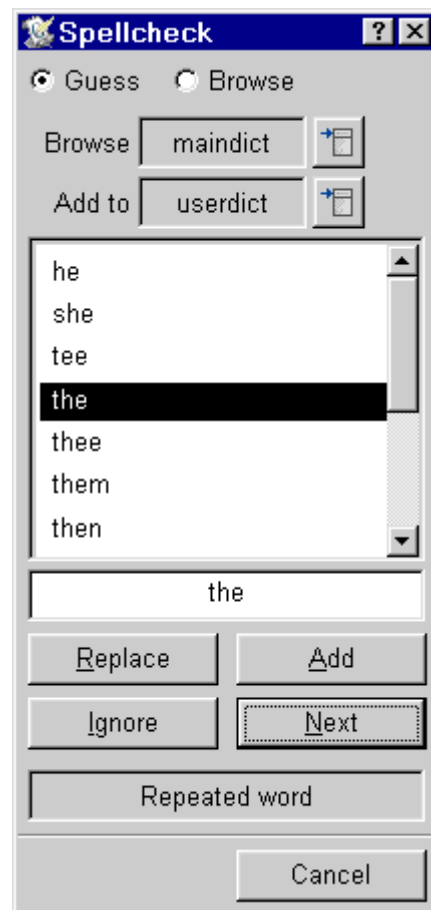 Spellcheck
Guess Browse
Browse maindict
Add to userdict
he
she
tee
the
thee
them
then
the
Replace Add
Ignore Next
Repeated word
Cancel